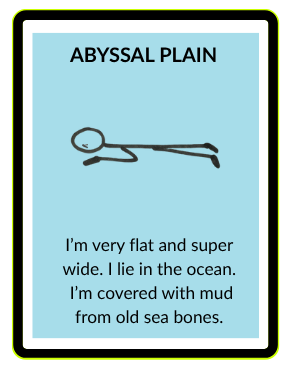 ABYSSAL PLAIN
I’m very flat and super
wide. I lie in the ocean.
I’m covered with mud
from old sea bones.